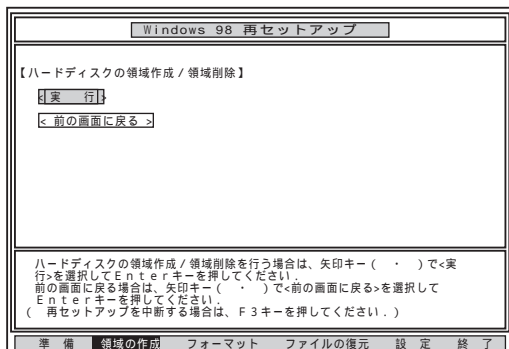 Windows 98 再セットアップ
【ハードディスクの領域作成／領域削除】
<実　　行>
< 前の画面に戻る >
ハードディスクの領域作成／領域削除を行う場合は、矢印キー（　・　）で<実
行>を選択してＥｎｔｅｒキーを押してください．
前の画面に戻る場合は、矢印キー（　・　）で<前の画面に戻る>を選択して
Ｅｎｔｅｒキーを押してください．
（　再セットアップを中断する場合は、Ｆ３キーを押してください．）
準　備　領域の作成　フォーマット　ファイルの復元　設　定　終　了